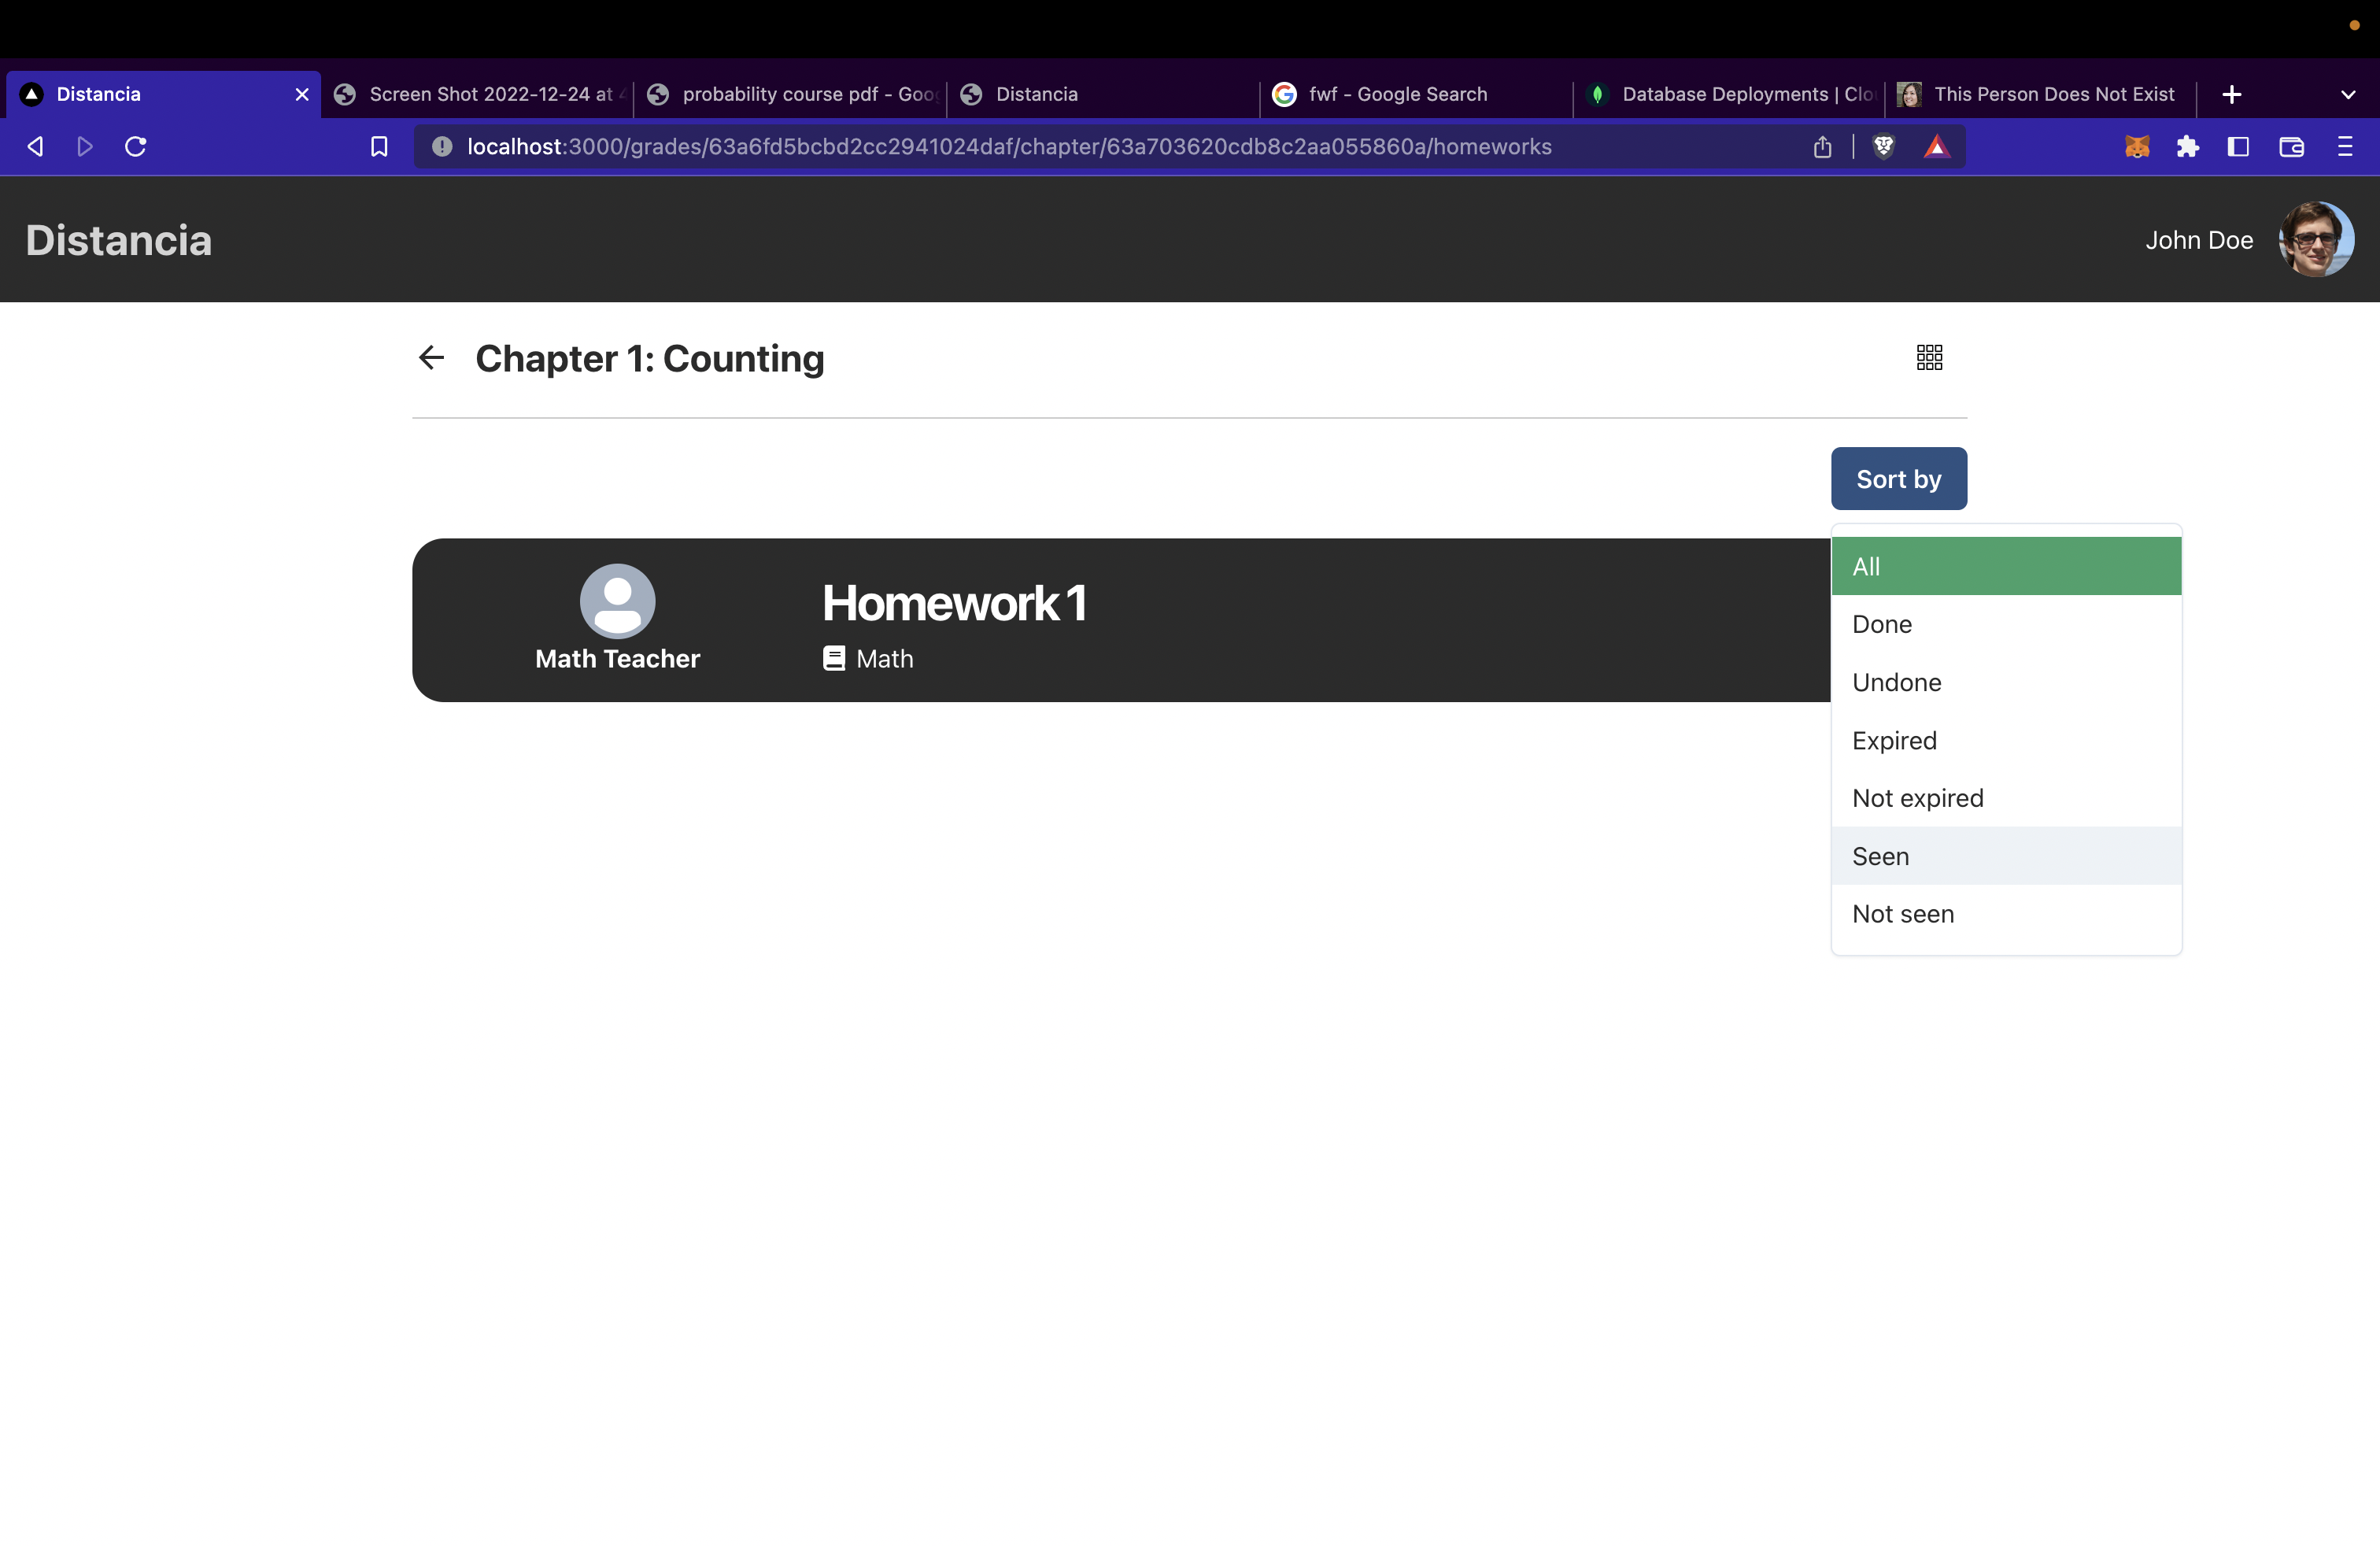 Distancia
Screen Shot 2022-12-24 at
probability course pdf - Goo
Distancia
fwf - Google Search
Database Deployments | Clo
This Person Does Not Exist
localhost:3000/grades/63a6fd5bcbd2cc2941024daf/chapter/63a703620cdb8c2aa055860a/homeworks
Distancia
John Doe
Chapter 1: Counting
Sort by
Math Teacher
Homework 1
Math
All
Done
Undone
Expired
Not expired
Seen
Not seen